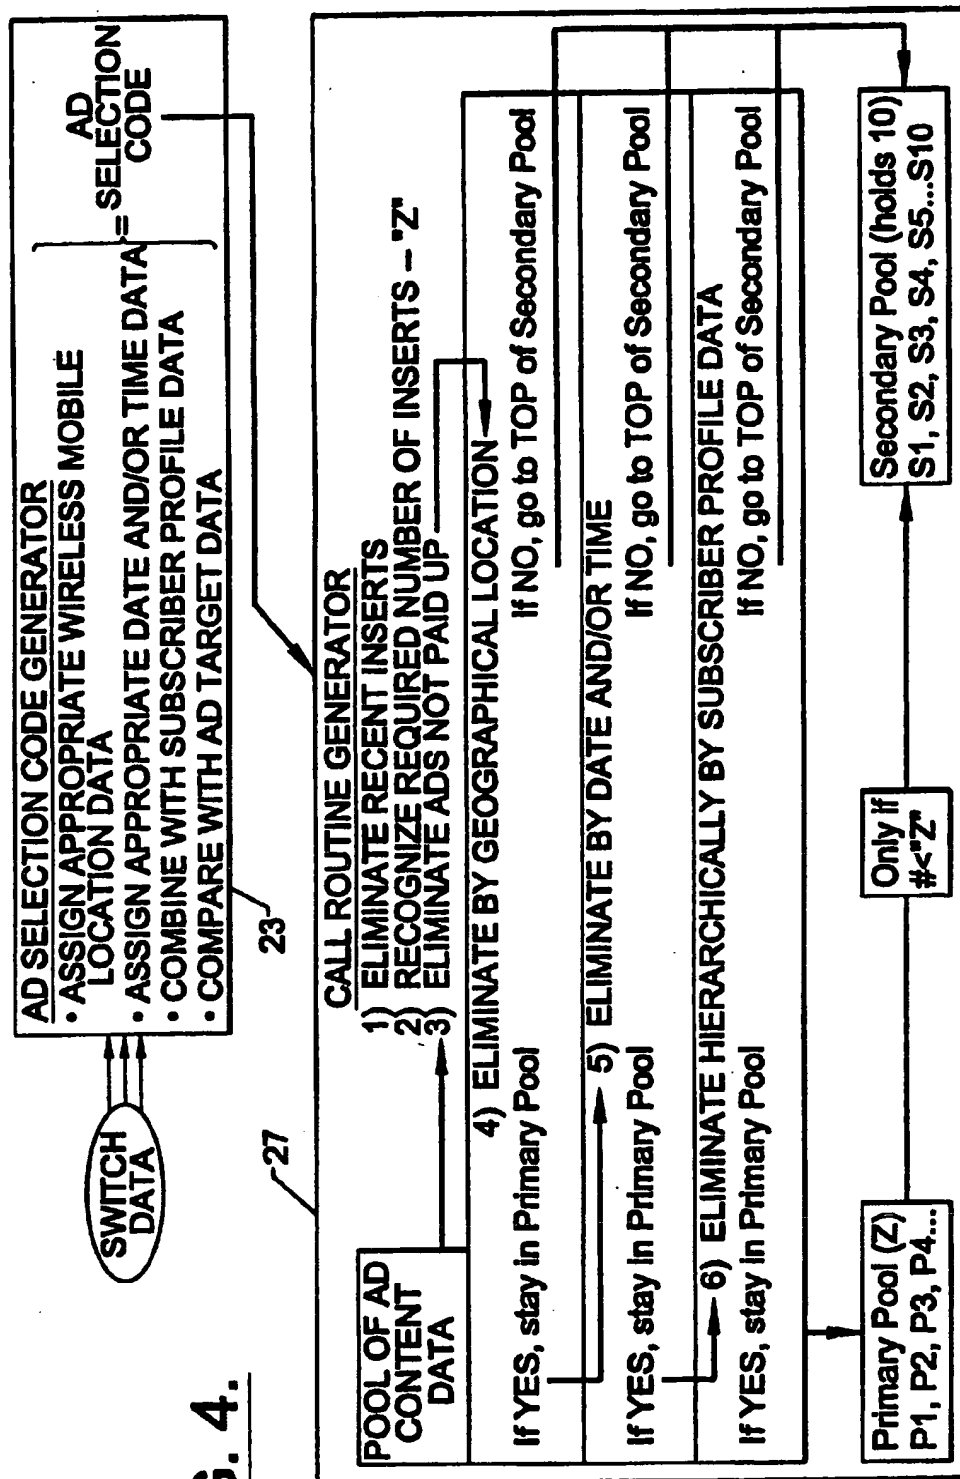 SWITCH
DATA
AD SELECTION CODE GENERATOR
• ASSIGN APPROPRIATE WIRELESS MOBILE
LOCATION DATA
• ASSIGN APPROPRIATE DATE AND/OR TIME DATA
• COMBINE WITH SUBSCRIBER PROFILE DATA
• COMPARE WITH AD TARGET DATA
=
AD
SELECTION
CODE
23
27
CALL ROUTINE GENERATOR
1) ELIMINATE RECENT INSERTS
2) RECOGNIZE REQUIRED NUMBER OF INSERTS – "Z"
3) ELIMINATE ADS NOT PAID UP
POOL OF AD
CONTENT
DATA
4) ELIMINATE BY GEOGRAPHICAL LOCATION
If YES, stay in Primary Pool
If NO, go to TOP of Secondary Pool
5) ELIMINATE BY DATE AND/OR TIME
If YES, stay in Primary Pool
If NO, go to TOP of Secondary Pool
6) ELIMINATE HIERARCHICALLY BY SUBSCRIBER PROFILE DATA
If YES, stay in Primary Pool
If NO, go to TOP of Secondary Pool
Primary Pool (Z)
P1, P2, P3, P4...
Only if
#<"Z"
Secondary Pool (holds 10)
S1, S2, S3, S4, S5...S10
4.